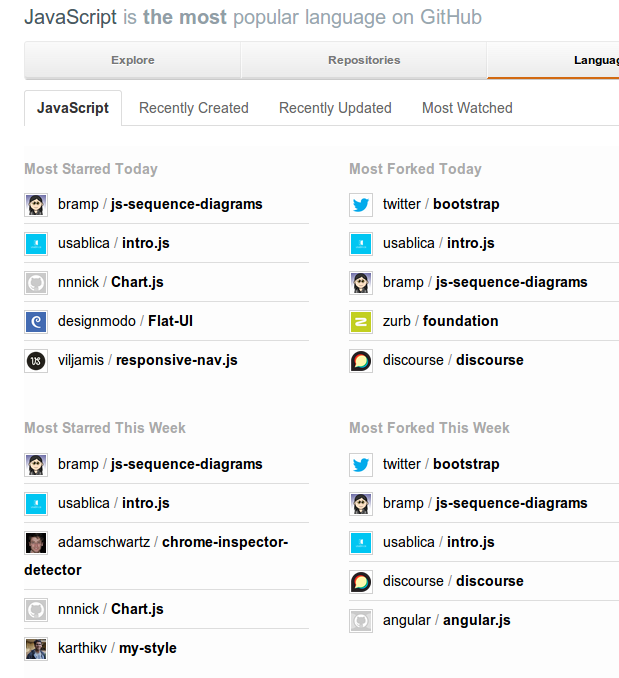 JavaScript is the most popular language on GitHub
Explore Repositories Languag
JavaScript Recently Created Recently Updated Most Watched
Most Starred Today
bramp / js-sequence-diagrams
usablica / intro.js
nnnick / Chart.js
designmodo / Flat-UI
viljamis / responsive-nav.js
Most Forked Today
twitter / bootstrap
usablica / intro.js
bramp / js-sequence-diagrams
zurb / foundation
discourse / discourse
Most Starred This Week
bramp / js-sequence-diagrams
usablica / intro.js
adamschwartz / chrome-inspector-
detector
nnnick / Chart.js
karthikv / my-style
Most Forked This Week
twitter / bootstrap
bramp / js-sequence-diagrams
usablica / intro.js
discourse / discourse
angular / angular.js